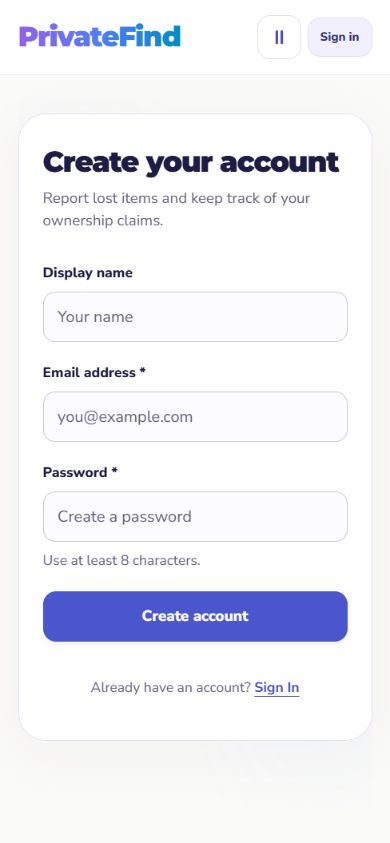 PrivateFind
Sign in
Create your account
Report lost items and keep track of your
ownership claims.
Display name
Your name
Email address *
you@example.com
Password *
Create a password
Use at least 8 characters.
Create account
Already have an account? Sign In